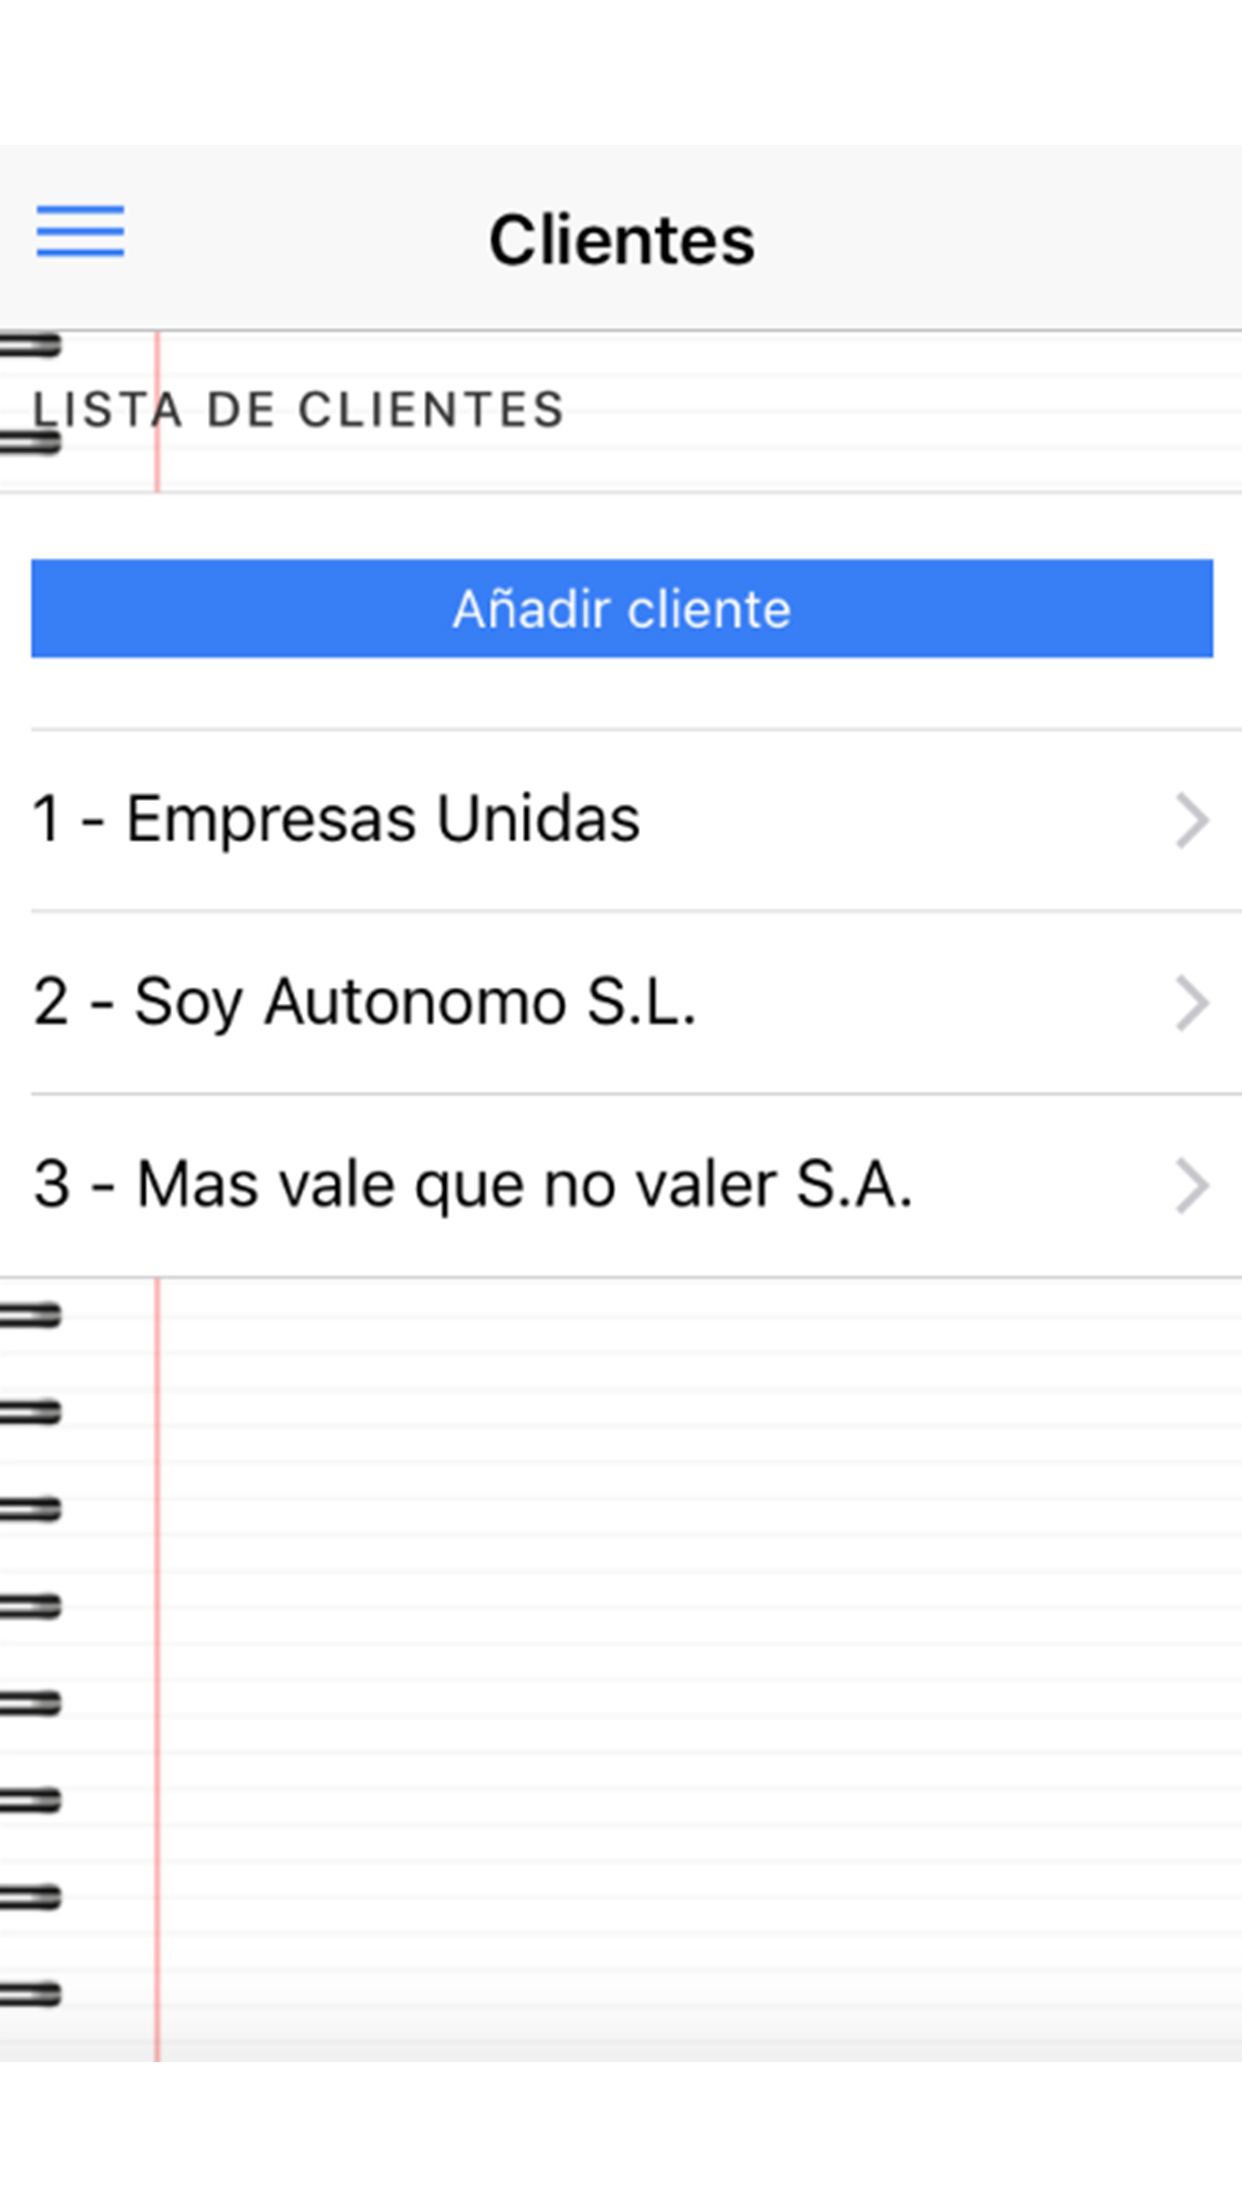 Clientes
LISTA DE CLIENTES
Añadir cliente
1 - Empresas Unidas
2 - Soy Autonomo S.L.
3 - Mas vale que no valer S.A.